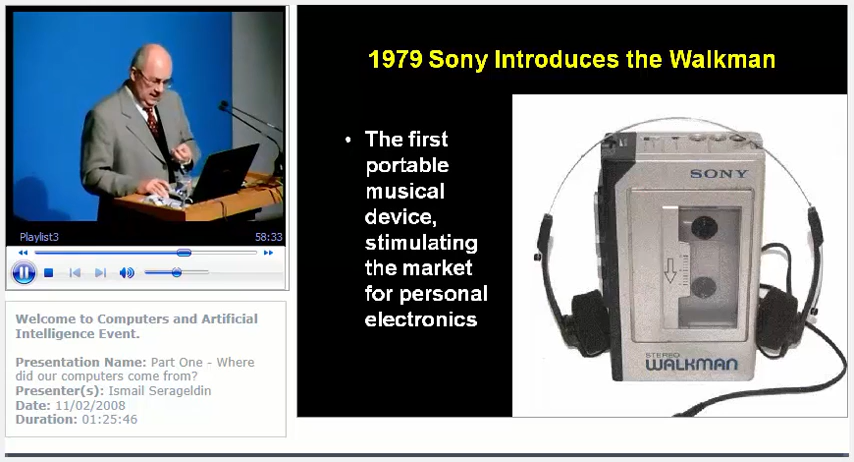 1979 Sony Introduces the Walkman
• The first
portable
musical
device,
stimulating
the market
for personal
electronics
SONY
STEREO
WALKMAN
Playlist3 58:33
Welcome to Computers and Artificial
Intelligence Event.
Presentation Name: Part One - Where
did our computers come from?
Presenter(s): Ismail Serageldin
Date: 11/02/2008
Duration: 01:25:46